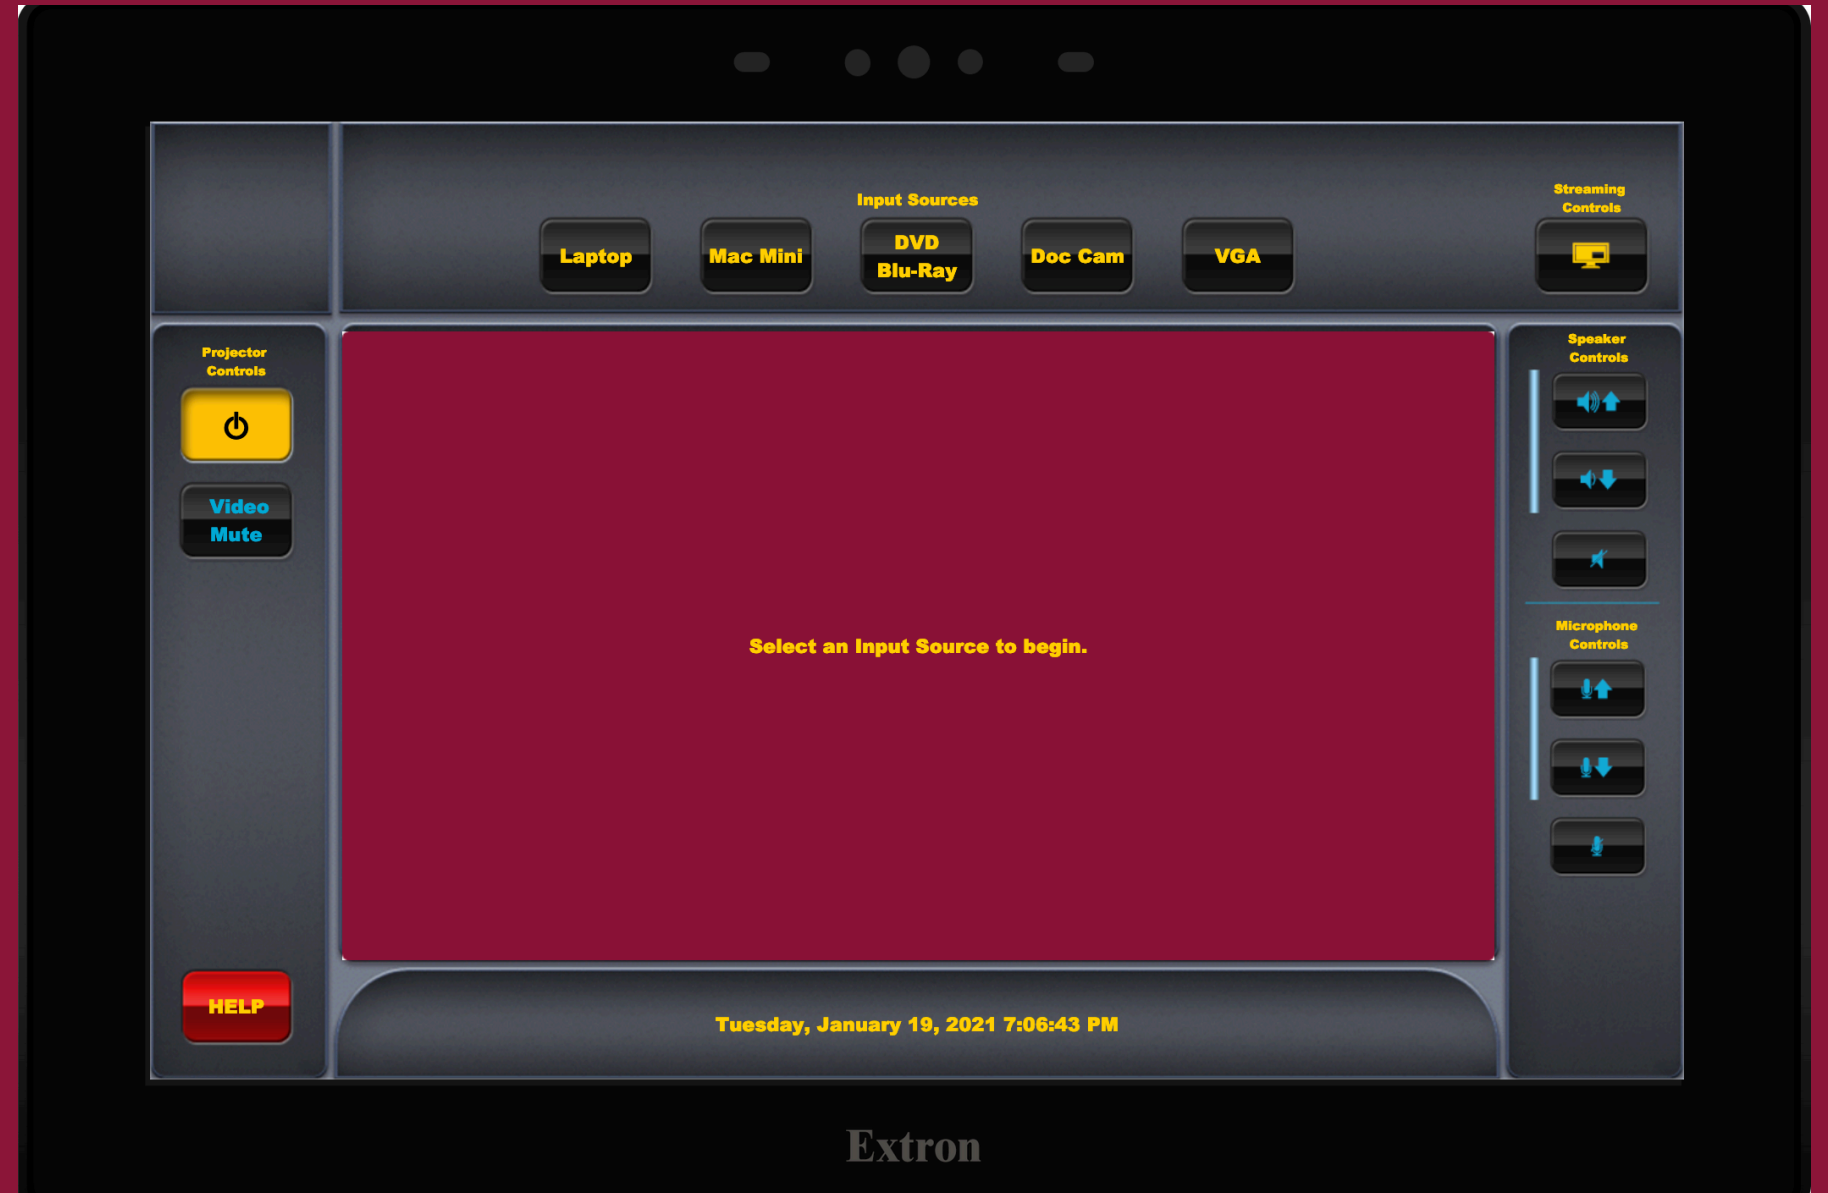 Input Sources
Streaming
Controls
Laptop
Mac Mini
DVD
Blu-Ray
Doc Cam
VGA
Projector
Controls
Video
Mute
HELP
Select an Input Source to begin.
Speaker
Controls
Microphone
Controls
Tuesday, January 19, 2021 7:06:43 PM
Extron